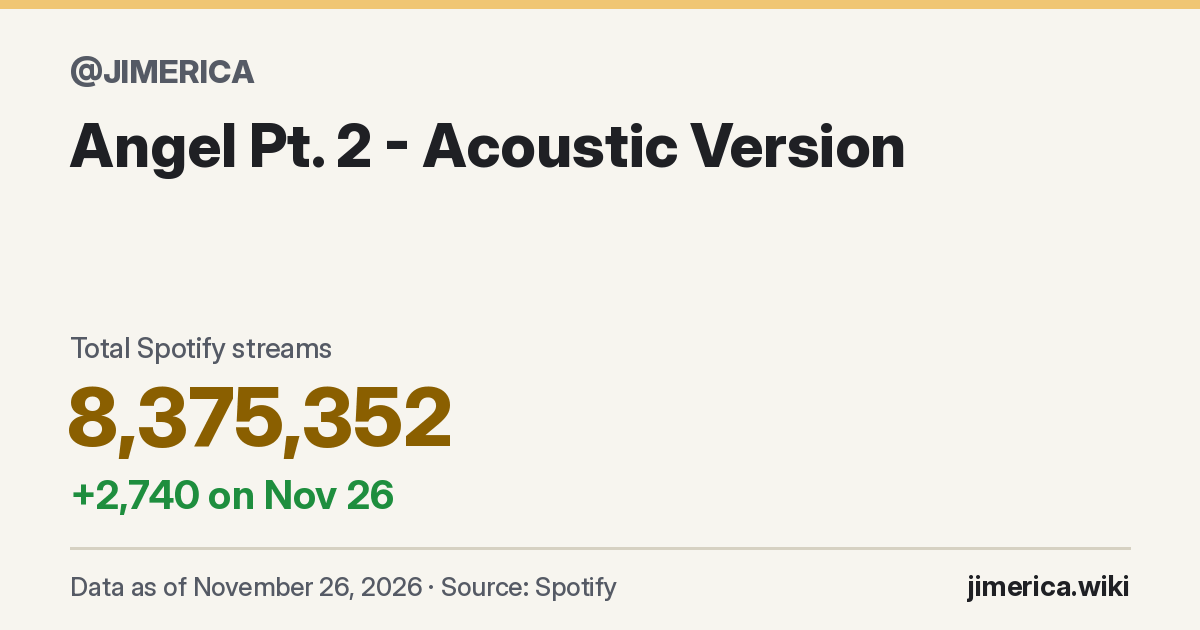 @JIMERICA
Angel Pt. 2 - Acoustic Version
Total Spotify streams
8,375,352
+2,740 on Nov 26
Data as of November 26, 2026 · Source: Spotify
jimerica.wiki